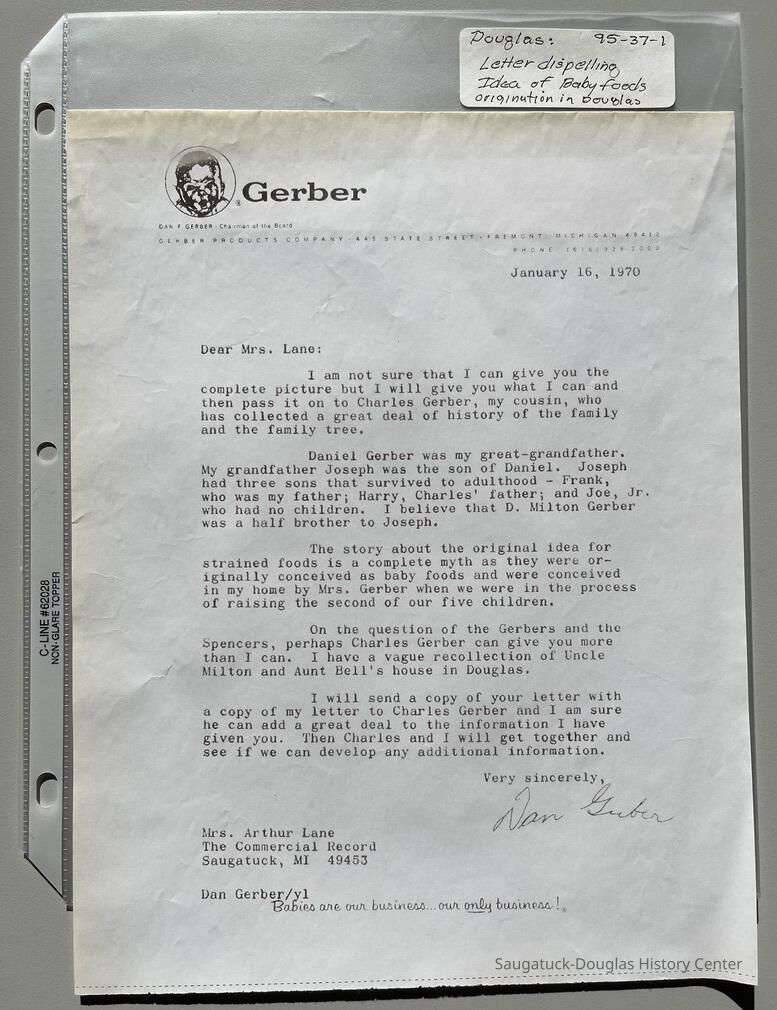 Douglas: 95-37-1
Letter dispelling
Idea of Baby foods
origination in Douglas
Gerber
DAN F GERBER · Chairman of the Board
GERBER PRODUCTS COMPANY · 445 STATE STREET · FREMONT, MICHIGAN 49412
PHONE (616) 928-2000
January 16, 1970
Dear Mrs. Lane:
I am not sure that I can give you the
complete picture but I will give you what I can and
then pass it on to Charles Gerber, my cousin, who
has collected a great deal of history of the family
and the family tree.
Daniel Gerber was my great-grandfather.
My grandfather Joseph was the son of Daniel. Joseph
had three sons that survived to adulthood - Frank,
who was my father; Harry, Charles' father; and Joe, Jr.
who had no children. I believe that D. Milton Gerber
was a half brother to Joseph.
The story about the original idea for
strained foods is a complete myth as they were or-
iginally conceived as baby foods and were conceived
in my home by Mrs. Gerber when we were in the process
of raising the second of our five children.
On the question of the Gerbers and the
Spencers, perhaps Charles Gerber can give you more
than I can. I have a vague recollection of Uncle
Milton and Aunt Bell's house in Douglas.
I will send a copy of your letter with
a copy of my letter to Charles Gerber and I am sure
he can add a great deal to the information I have
given you. Then Charles and I will get together and
see if we can develop any additional information.
Very sincerely,
Dan Gerber
Mrs. Arthur Lane
The Commercial Record
Saugatuck, MI 49453
Dan Gerber/yl
Babies are our business... our only business!
C-LINE #62028
NON-GLARE TOPPER
Saugatuck-Douglas History Center